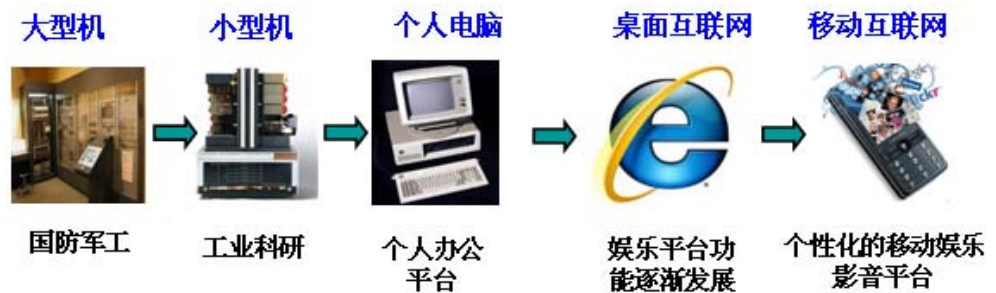 大型机
小型机
个人电脑
桌面互联网
移动互联网
flickr
国防军工
工业科研
个人办公
平台
娱乐平台功
能逐渐发展
个性化的移动娱乐
影音平台